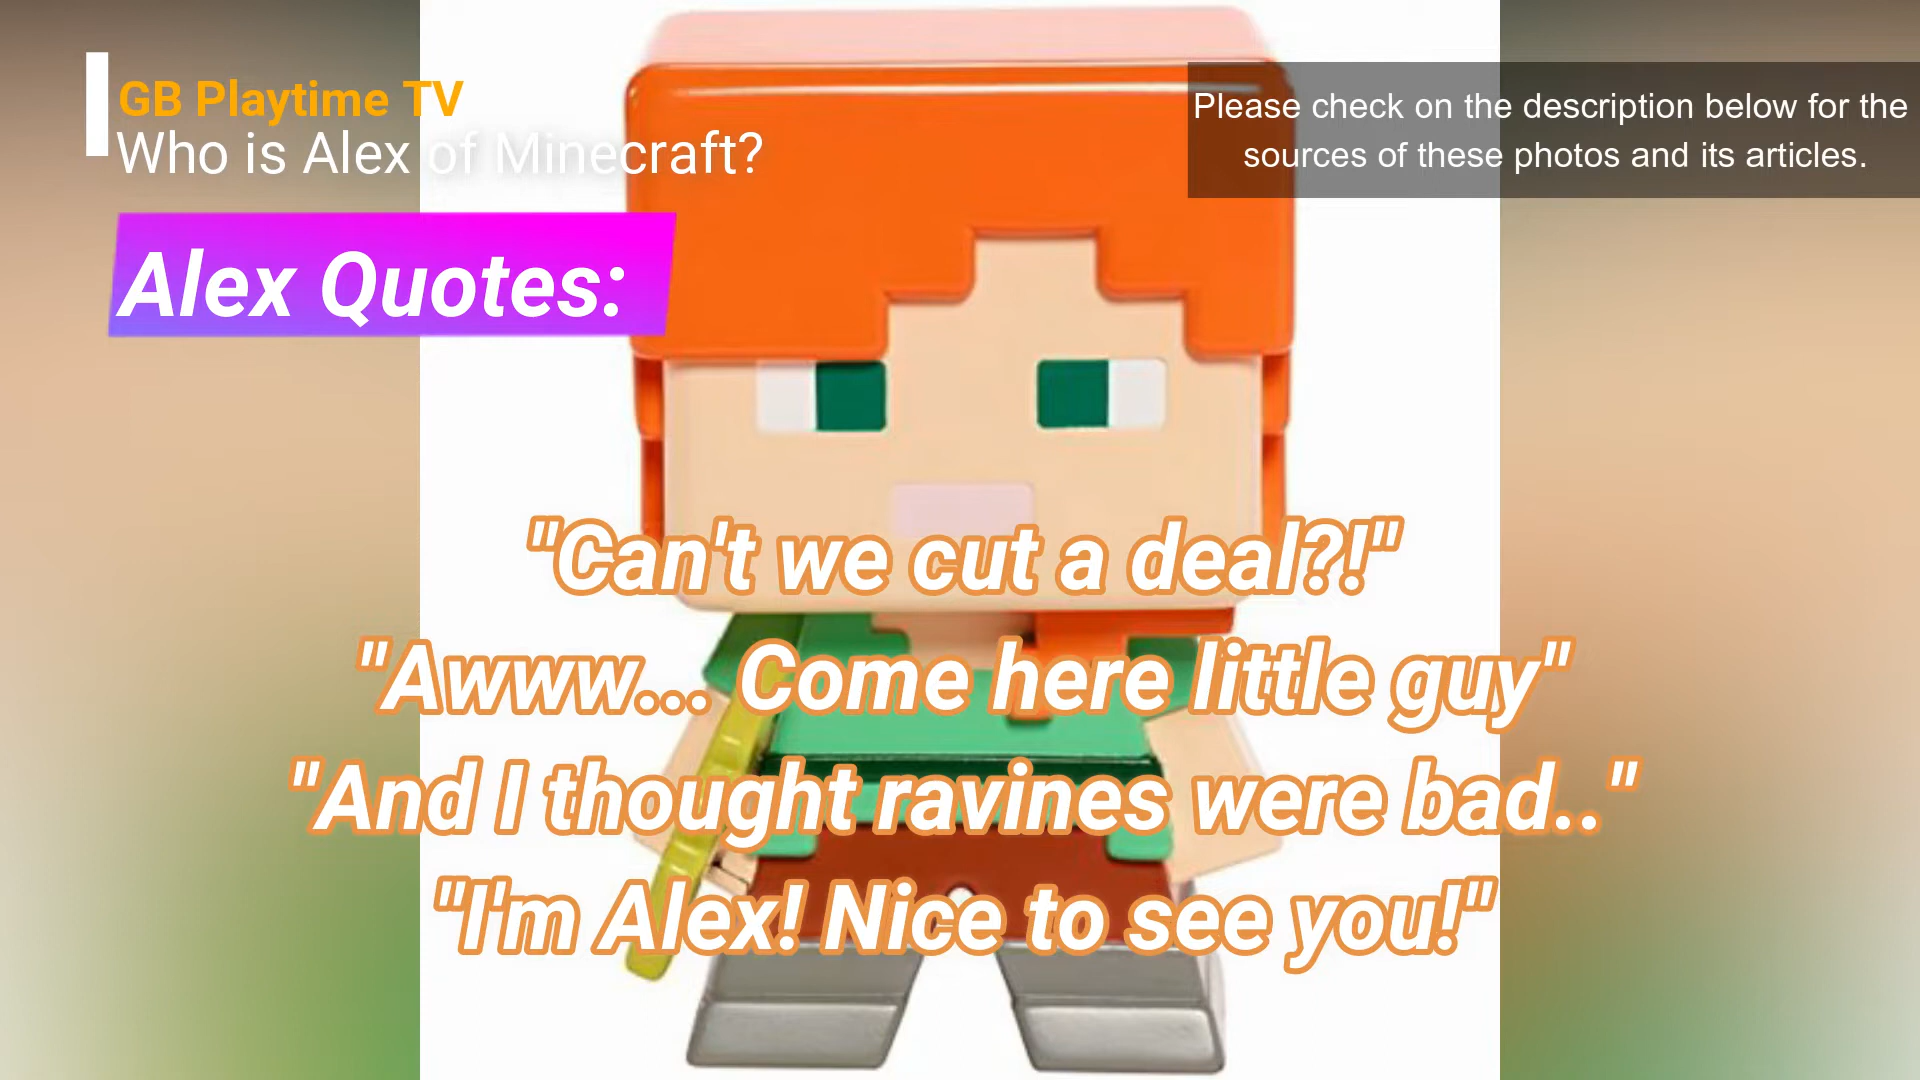 GB Playtime TV
Who is Alex of Minecraft?
Please check on the description below for the
sources of these photos and its articles.
Alex Quotes:
"Can't we cut a deal?!"
"Awww... Come here little guy"
"And I thought ravines were bad.."
"I'm Alex! Nice to see you!"